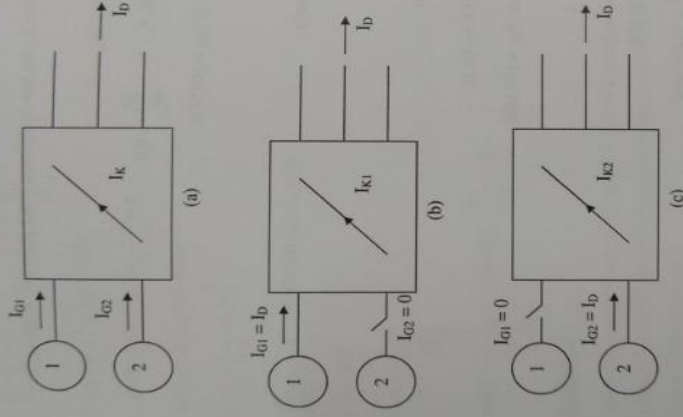 I_G1
I_D
1
I_K
I_G2
2
(a)
I_G1 = I_D
I_D
1
I_K1
2
I_G2 = 0
(b)
I_G1 = 0
I_D
1
I_K2
I_G2 = I_D
2
(c)